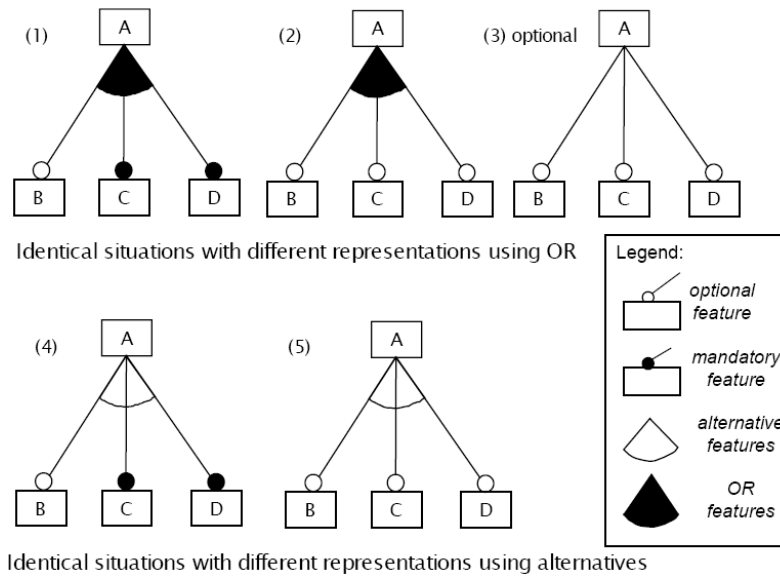 (1)
A
B
C
D
(2)
A
B
C
D
(3) optional
A
B
C
D
Identical situations with different representations using OR
(4)
A
B
C
D
(5)
A
B
C
D
Identical situations with different representations using alternatives
Legend:
optional
feature
mandatory
feature
alternative
features
OR
features